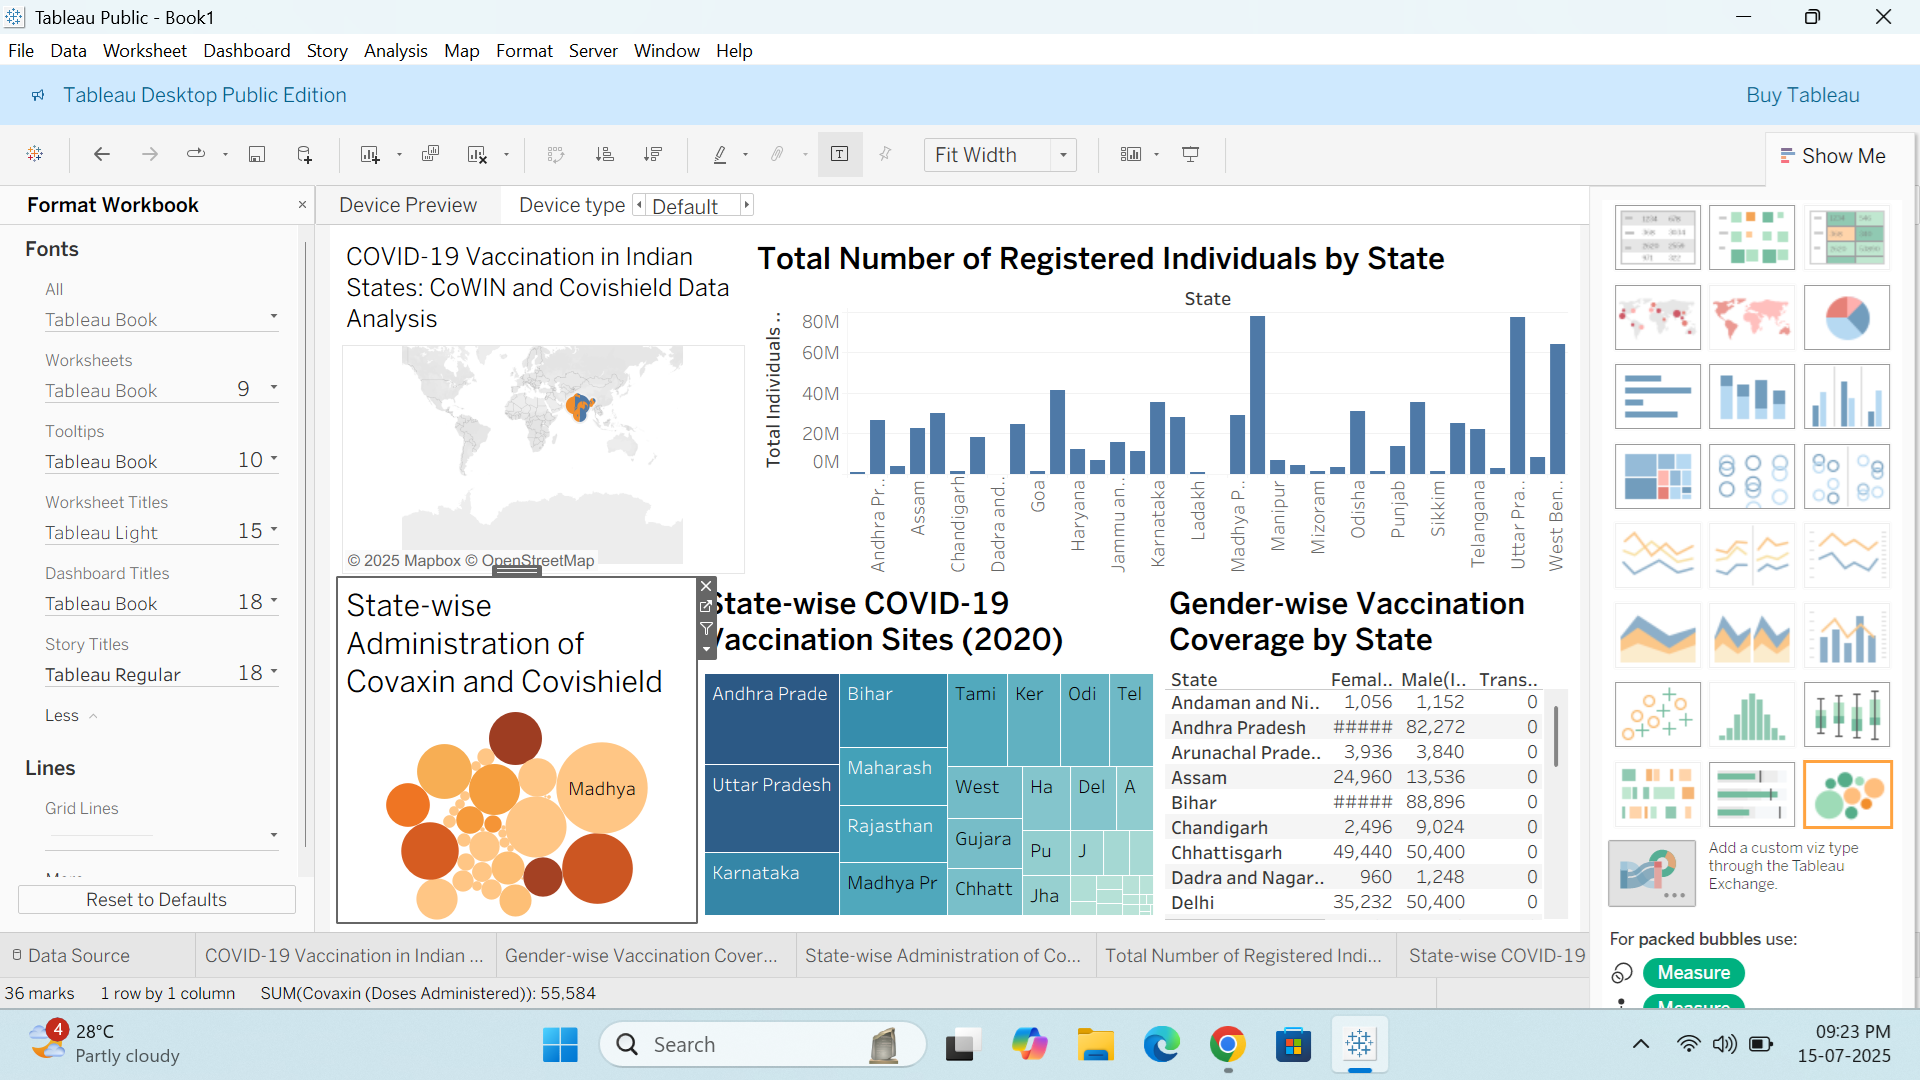 Tableau Public - Book1
File Data Worksheet Dashboard Story Analysis Map Format Server Window Help
Tableau Desktop Public Edition
Buy Tableau
Fit Width
Show Me
Format Workbook
Device Preview
Device type
Default
Fonts
All
Tableau Book
Worksheets
Tableau Book 9
Tooltips
Tableau Book 10
Worksheet Titles
Tableau Light 15
Dashboard Titles
Tableau Book 18
Story Titles
Tableau Regular 18
Less
Lines
Grid Lines
Reset to Defaults
COVID-19 Vaccination in Indian
States: CoWIN and Covishield Data
Analysis
© 2025 Mapbox © OpenStreetMap
Total Number of Registered Individuals by State
State
Total Individuals ..
80M
60M
40M
20M
0M
Andhra Pr..
Assam
Chandigarh
Dadra and..
Goa
Haryana
Jammu an..
Karnataka
Ladakh
Madhya P..
Manipur
Mizoram
Odisha
Punjab
Sikkim
Telangana
Uttar Pra..
West Ben..
State-wise
Administration of
Covaxin and Covishield
Madhya
State-wise COVID-19
Vaccination Sites (2020)
Andhra Prade
Uttar Pradesh
Karnataka
Bihar
Maharash
Rajasthan
Madhya Pr
Tami
Ker
Odi
Tel
West
Gujara
Chhatt
Ha
Del
A
Pu
J
Jha
Gender-wise Vaccination
Coverage by State
State Femal.. Male(I.. Trans..
Andaman and Ni.. 1,056 1,152 0
Andhra Pradesh ##### 82,272 0
Arunachal Prade.. 3,936 3,840 0
Assam 24,960 13,536 0
Bihar ##### 88,896 0
Chandigarh 2,496 9,024 0
Chhattisgarh 49,440 50,400 0
Dadra and Nagar.. 960 1,248 0
Delhi 35,232 50,400 0
Add a custom viz type
through the Tableau
Exchange.
For packed bubbles use:
Measure
Measure
Data Source
COVID-19 Vaccination in Indian ...
Gender-wise Vaccination Cover...
State-wise Administration of Co...
Total Number of Registered Indi...
State-wise COVID-19
36 marks 1 row by 1 column SUM(Covaxin (Doses Administered)): 55,584
4
28°C
Partly cloudy
Search
09:23 PM
15-07-2025